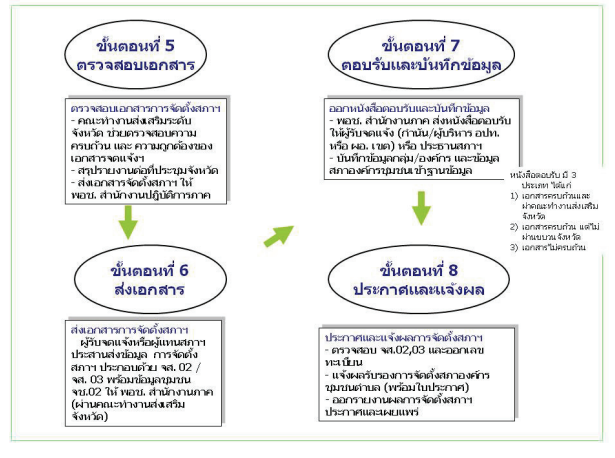 ขั้นตอนที่ 5
ตรวจสอบเอกสาร
ตรวจสอบเอกสารการจัดตั้งสภาฯ
- คณะทำงานส่งเสริมระดับ
จังหวัด ช่วยตรวจสอบความ
ครบถ้วน และ ความถูกต้องของ
เอกสารจดแจ้งฯ
- สรุปรายงานต่อที่ประชุมจังหวัด
- ส่งเอกสารจัดตั้งสภาฯ ให้
พอช. สำนักงานปฎิบัติการภาค
ขั้นตอนที่ 6
ส่งเอกสาร
ส่งเอกสารการจัดตั้งสภาฯ
ผู้รับจดแจ้งหรือผู้แทนสภาฯ
ประสานส่งข้อมูล การจัดตั้ง
สภาฯ ประกอบด้วย จส. 02 /
จส. 03 พร้อมข้อมูลชุมชน
จช.02 ให้ พอช. สำนักงานภาค
(ผ่านคณะทำงานส่งเสริม
จังหวัด)
ขั้นตอนที่ 7
ตอบรับและบันทึกข้อมูล
ออกหนังสือตอบรับและบันทึกข้อมูล
- พอช. สำนักงานภาค ส่งหนังสือตอบรับ
ให้ผู้รับจดแจ้ง (กำนัน/ผู้บริหาร อปท.
หรือ ผอ. เขต) หรือ ประธานสภาฯ
- บันทึกข้อมูลกลุ่ม/องค์กร และข้อมูล
สภาองค์กรชุมชนเข้าฐานข้อมูล
หนังสือตอบรับ มี 3
ประเภท ได้แก่
1) เอกสารครบถ้วนและ
ผ่าคณะทำงานส่งเสริม
จังหวัด
2) เอกสารครบถ้วน แต่ไม่
ผ่านขบวน จังหวัด
3) เอกสารไม่ครบถ้วน
ขั้นตอนที่ 8
ประกาศและแจ้งผล
ประกาศและแจ้งผลการจัดตั้งสภาฯ
- ตรวจสอบ จส.02,03 และออกเลข
ทะเบียน
- แจ้งผลรับรองการจัดตั้งสภาองค์กร
ชุมชนตำบล (พร้อมใบประกาศ)
- ออกรายงานผลการจัดตั้งสภาฯ
ประกาศและเผยแพร่